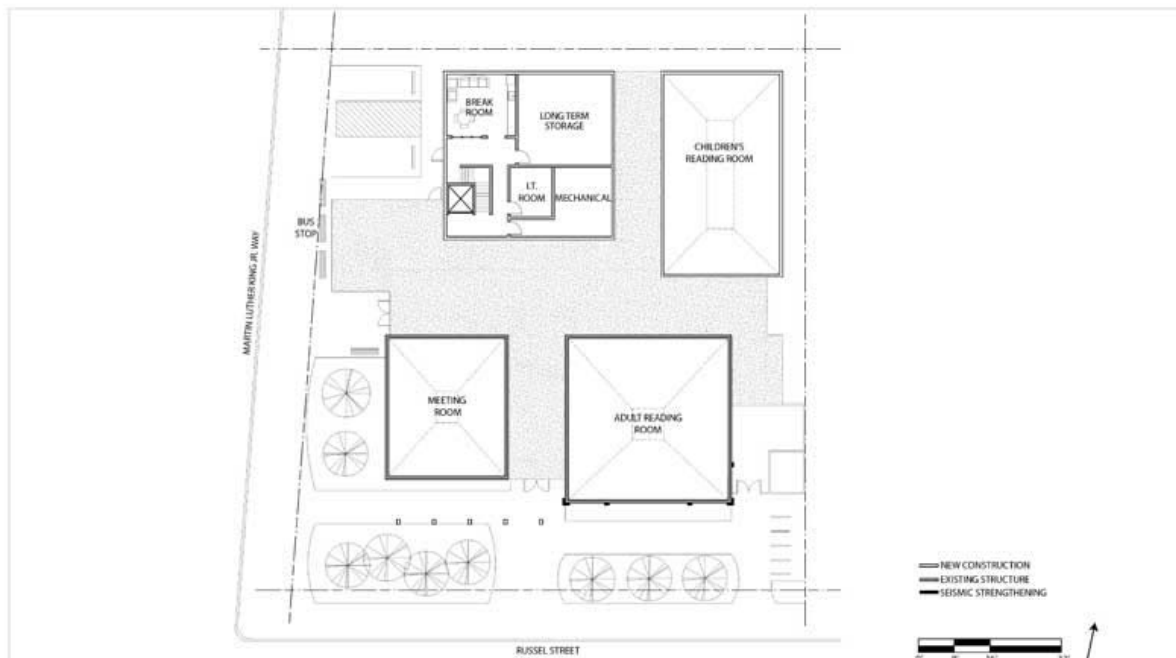 BREAK
ROOM
LONG TERM
STORAGE
CHILDREN'S
READING ROOM
I.T.
ROOM
MECHANICAL
BUS
STOP
MARTIN LUTHER KING JR. WAY
MEETING
ROOM
ADULT READING
ROOM
NEW CONSTRUCTION
EXISTING STRUCTURE
SEISMIC STRENGTHENING
RUSSEL STREET